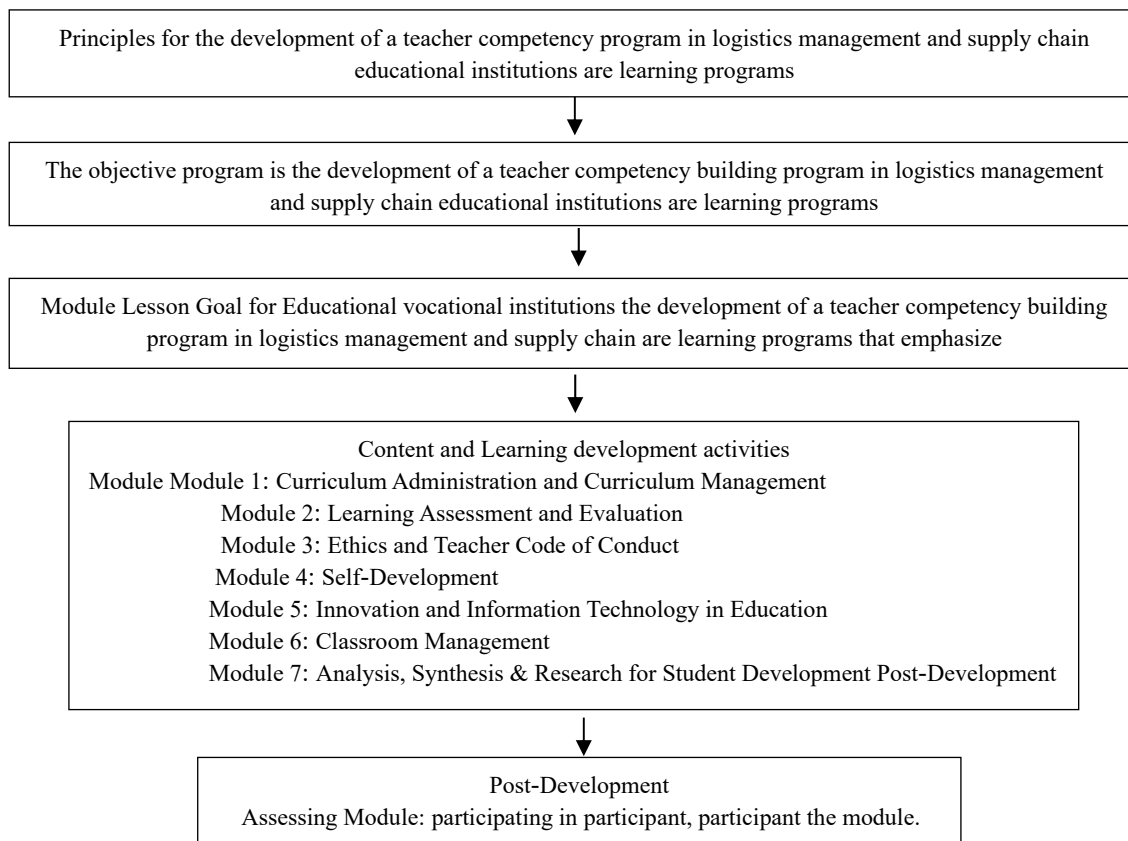 Principles for the development of a teacher competency program in logistics management and supply chain
educational institutions are learning programs
The objective program is the development of a teacher competency building program in logistics management
and supply chain educational institutions are learning programs
Module Lesson Goal for Educational vocational institutions the development of a teacher competency building
program in logistics management and supply chain are learning programs that emphasize
Content and Learning development activities
Module Module 1: Curriculum Administration and Curriculum Management
Module 2: Learning Assessment and Evaluation
Module 3: Ethics and Teacher Code of Conduct
Module 4: Self-Development
Module 5: Innovation and Information Technology in Education
Module 6: Classroom Management
Module 7: Analysis, Synthesis & Research for Student Development Post-Development
Post-Development
Assessing Module: participating in participant, participant the module.